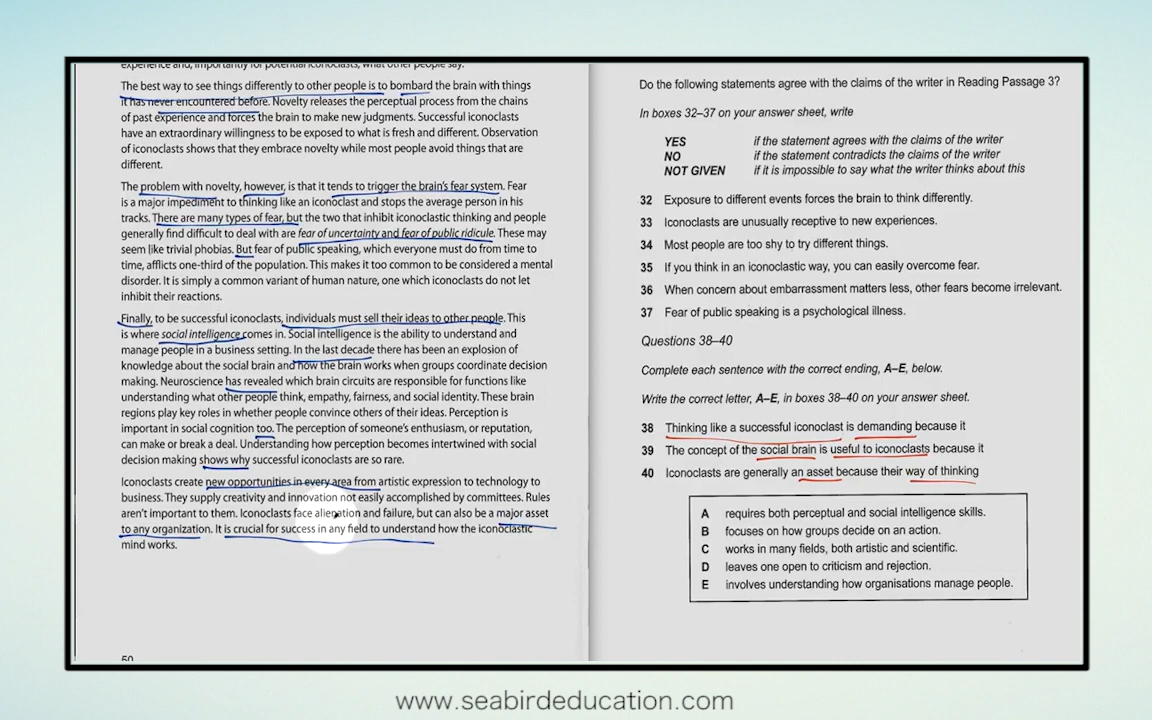 experience and, importantly for potential iconoclasts, what other people say.
The best way to see things differently to other people is to bombard the brain with things
it has never encountered before. Novelty releases the perceptual process from the chains
of past experience and forces the brain to make new judgments. Successful iconoclasts
have an extraordinary willingness to be exposed to what is fresh and different. Observation
of iconoclasts shows that they embrace novelty while most people avoid things that are
different.
The problem with novelty, however, is that it tends to trigger the brain's fear system. Fear
is a major impediment to thinking like an iconoclast and stops the average person in his
tracks. There are many types of fear, but the two that inhibit iconoclastic thinking and people
generally find difficult to deal with are fear of uncertainty and fear of public ridicule. These may
seem like trivial phobias. But fear of public speaking, which everyone must do from time to
time, afflicts one-third of the population. This makes it too common to be considered a mental
disorder. It is simply a common variant of human nature, one which iconoclasts do not let
inhibit their reactions.
Finally, to be successful iconoclasts, individuals must sell their ideas to other people. This
is where social intelligence comes in. Social intelligence is the ability to understand and
manage people in a business setting. In the last decade there has been an explosion of
knowledge about the social brain and how the brain works when groups coordinate decision
making. Neuroscience has revealed which brain circuits are responsible for functions like
understanding what other people think, empathy, fairness, and social identity. These brain
regions play key roles in whether people convince others of their ideas. Perception is
important in social cognition too. The perception of someone's enthusiasm, or reputation,
can make or break a deal. Understanding how perception becomes intertwined with social
decision making shows why successful iconoclasts are so rare.
Iconoclasts create new opportunities in every area from artistic expression to technology to
business. They supply creativity and innovation not easily accomplished by committees. Rules
aren't important to them. Iconoclasts face alienation and failure, but can also be a major asset
to any organization. It is crucial for success in any field to understand how the iconoclastic
mind works.
50
Do the following statements agree with the claims of the writer in Reading Passage 3?
In boxes 32–37 on your answer sheet, write
YES if the statement agrees with the claims of the writer
NO if the statement contradicts the claims of the writer
NOT GIVEN if it is impossible to say what the writer thinks about this
32 Exposure to different events forces the brain to think differently.
33 Iconoclasts are unusually receptive to new experiences.
34 Most people are too shy to try different things.
35 If you think in an iconoclastic way, you can easily overcome fear.
36 When concern about embarrassment matters less, other fears become irrelevant.
37 Fear of public speaking is a psychological illness.
Questions 38–40
Complete each sentence with the correct ending, A–E, below.
Write the correct letter, A–E, in boxes 38–40 on your answer sheet.
38 Thinking like a successful iconoclast is demanding because it
39 The concept of the social brain is useful to iconoclasts because it
40 Iconoclasts are generally an asset because their way of thinking
A requires both perceptual and social intelligence skills.
B focuses on how groups decide on an action.
C works in many fields, both artistic and scientific.
D leaves one open to criticism and rejection.
E involves understanding how organisations manage people.
www.seabirdeducation.com